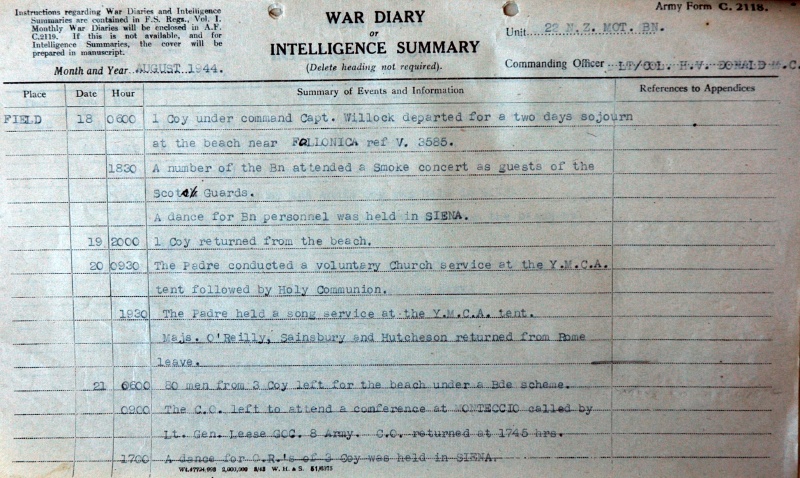 Instructions regarding War Diaries and Intelligence
Summaries are contained in F.S. Regs., Vol. I.
Monthly War Diaries will be enclosed in A.F.
C.2119. If this is not available, and for
Intelligence Summaries, the cover will be
prepared in manuscript.
Month and Year AUGUST 1944.
WAR DIARY
or
INTELLIGENCE SUMMARY
(Delete heading not required).
Army Form C. 2118.
Unit 22 N.Z. MOT. BN.
Commanding Officer LT/COL. H.V. DONALD M.C.
Place Date Hour Summary of Events and Information References to Appendices
FIELD 18 0600 1 Coy under command Capt. Willock departed for a two days sojourn
at the beach near FOLLONICA ref V. 3585.
1830 A number of the Bn attended a Smoke concert as guests of the
Scots Guards.
A dance for Bn personnel was held in SIENA.
19 2000 1 Coy returned from the beach.
20 0930 The Padre conducted a voluntary Church service at the Y.M.C.A.
tent followed by Holy Communion.
1930 The Padre held a song service at the Y.M.C.A. tent.
Majs. O'Reilly, Sainsbury and Hutcheson returned from Rome
leave.
21 0600 80 men from 3 Coy left for the beach under a Bde scheme.
0900 The C.O. left to attend a conference at MONTECCIO called by
Lt. Gen. Leese GOC. 8 Army. C.O. returned at 1745 hrs.
1700 A dance for O.R.'s of 3 Coy was held in SIENA.
W. H. & S.